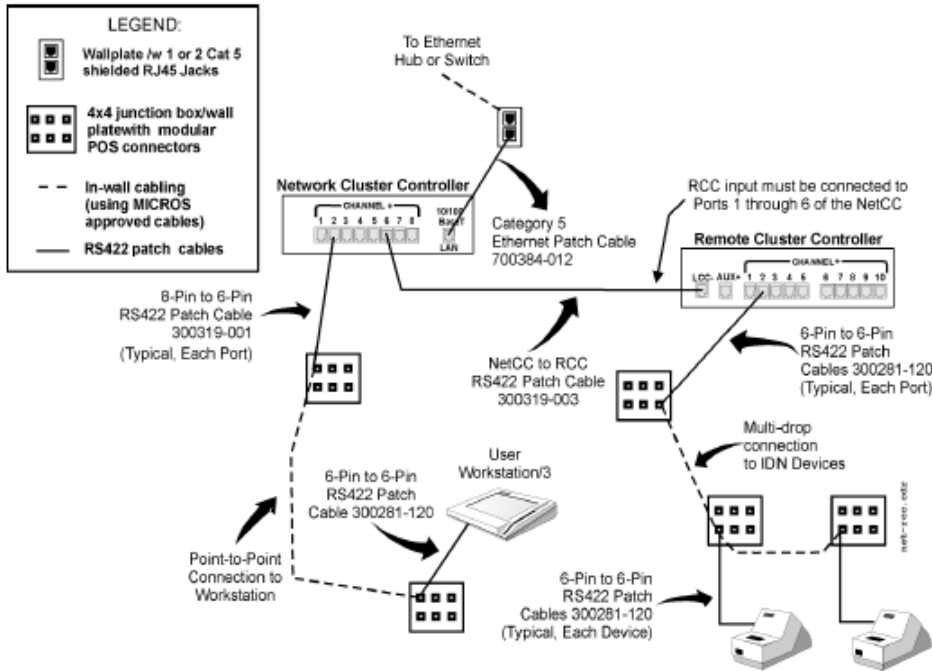 LEGEND:
Wallplate /w 1 or 2 Cat 5
shielded RJ45 Jacks
4x4 junction box/wall
platewith modular
POS connectors
In-wall cabling
(using MICROS
approved cables)
RS422 patch cables
To Ethernet
Hub or Switch
Network Cluster Controller
CHANNEL +
1 2 3 4 5 6 7 8
10/100
BaseT
LAN
Category 5
Ethernet Patch Cable
700384-012
RCC input must be connected to
Ports 1 through 6 of the NetCC
Remote Cluster Controller
CHANNEL+
LCC- AUX+ 1 2 3 4 5 6 7 8 9 10
8-Pin to 6-Pin
RS422 Patch Cable
300319-001
(Typical, Each Port)
NetCC to RCC
RS422 Patch Cable
300319-003
6-Pin to 6-Pin
RS422 Patch
Cables 300281-120
(Typical, Each Port)
Multi-drop
connection
to IDN Devices
User
Workstation/3
6-Pin to 6-Pin
RS422 Patch
Cable 300281-120
Point-to-Point
Connection to
Workstation
6-Pin to 6-Pin
RS422 Patch
Cables 300281-120
(Typical, Each Device)